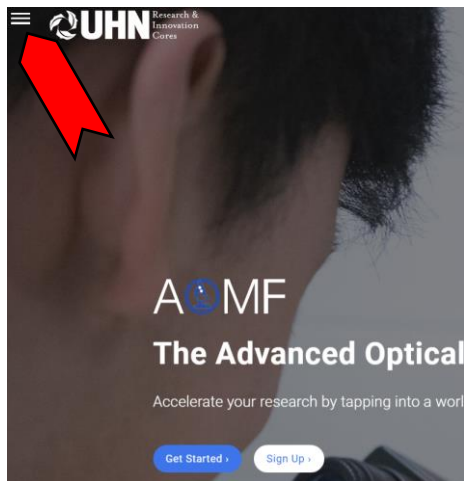 UHN Research &
Innovation
Cores
AOMF
The Advanced Optical
Accelerate your research by tapping into a worl
Get Started ›
Sign Up ›